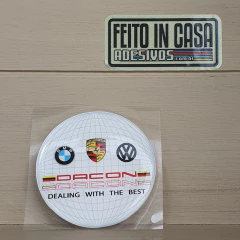 FEITO IN CASA
ADESIVOS
DACON
DEALING WITH THE BEST